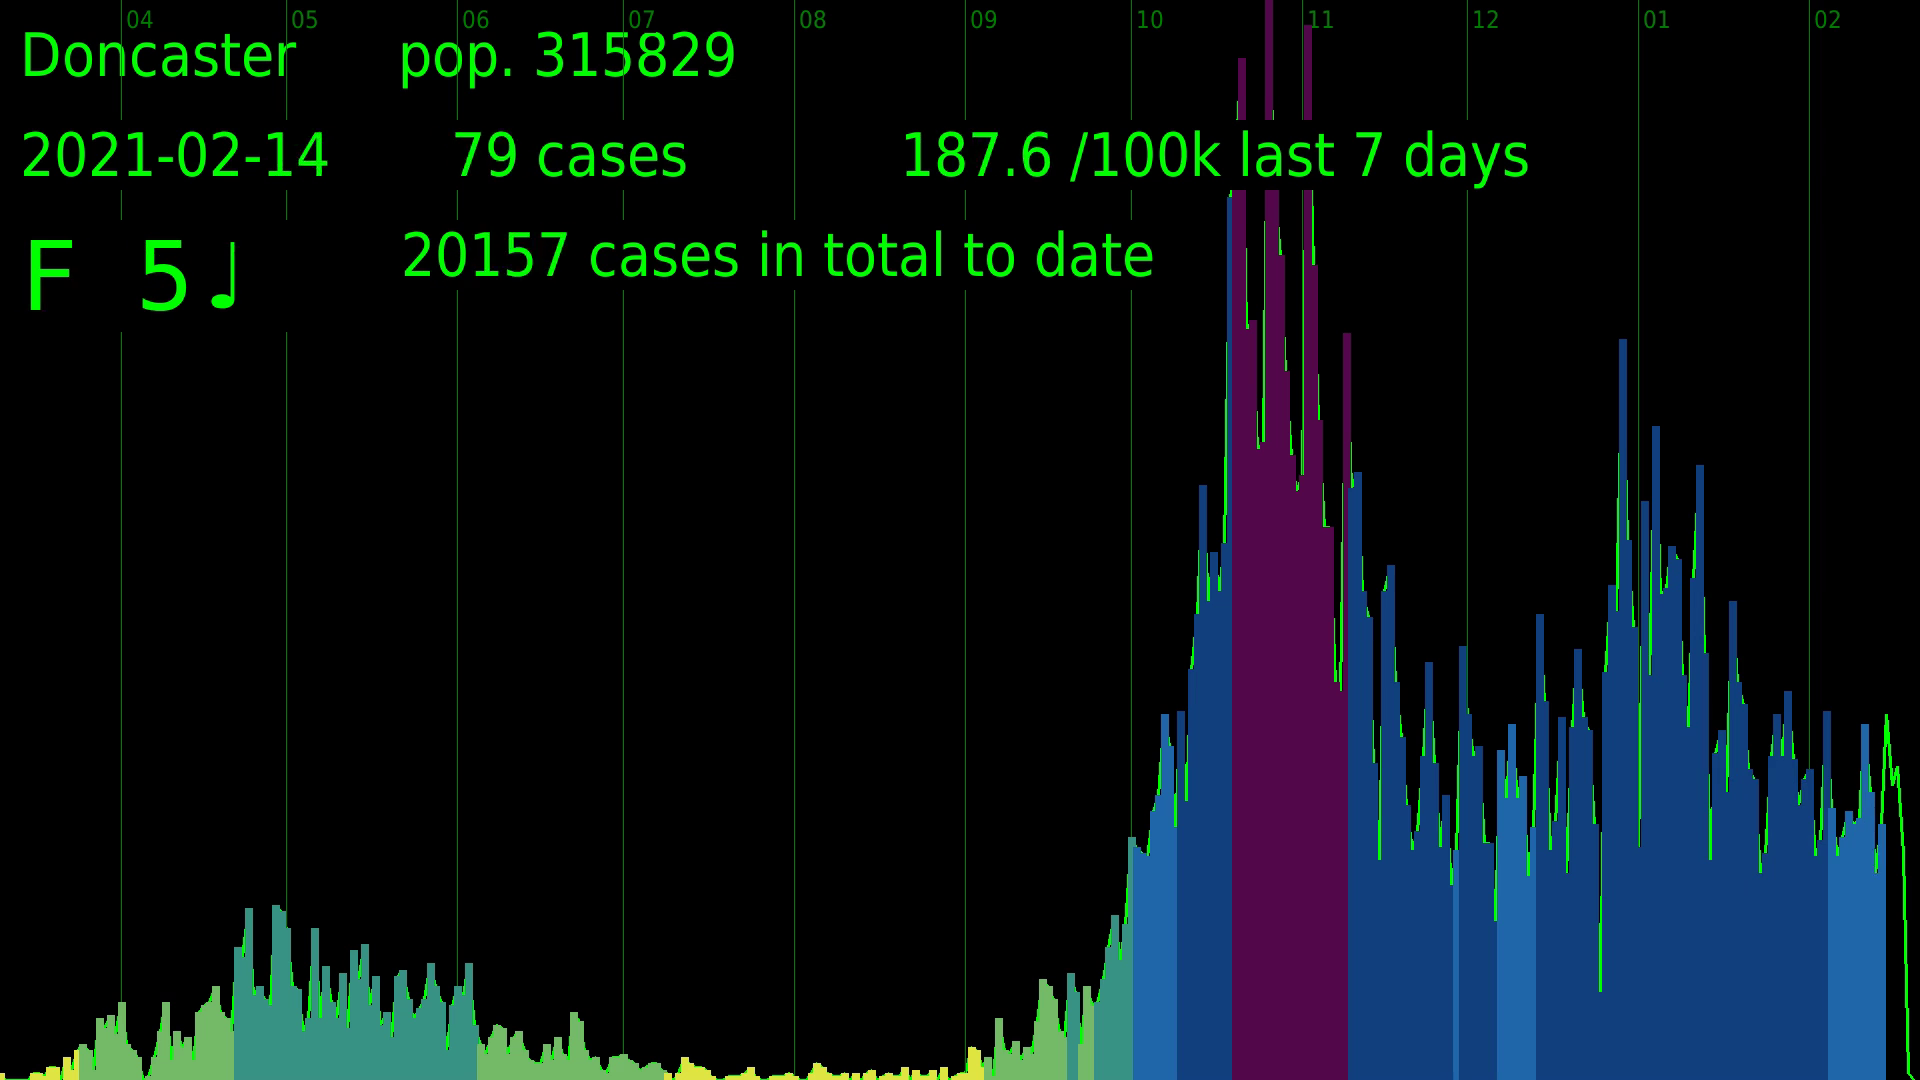 04 05 06 07 08 09 10 11 12 01 02
Doncaster pop. 315829
2021-02-14 79 cases 187.6 /100k last 7 days
F 5♩ 20157 cases in total to date